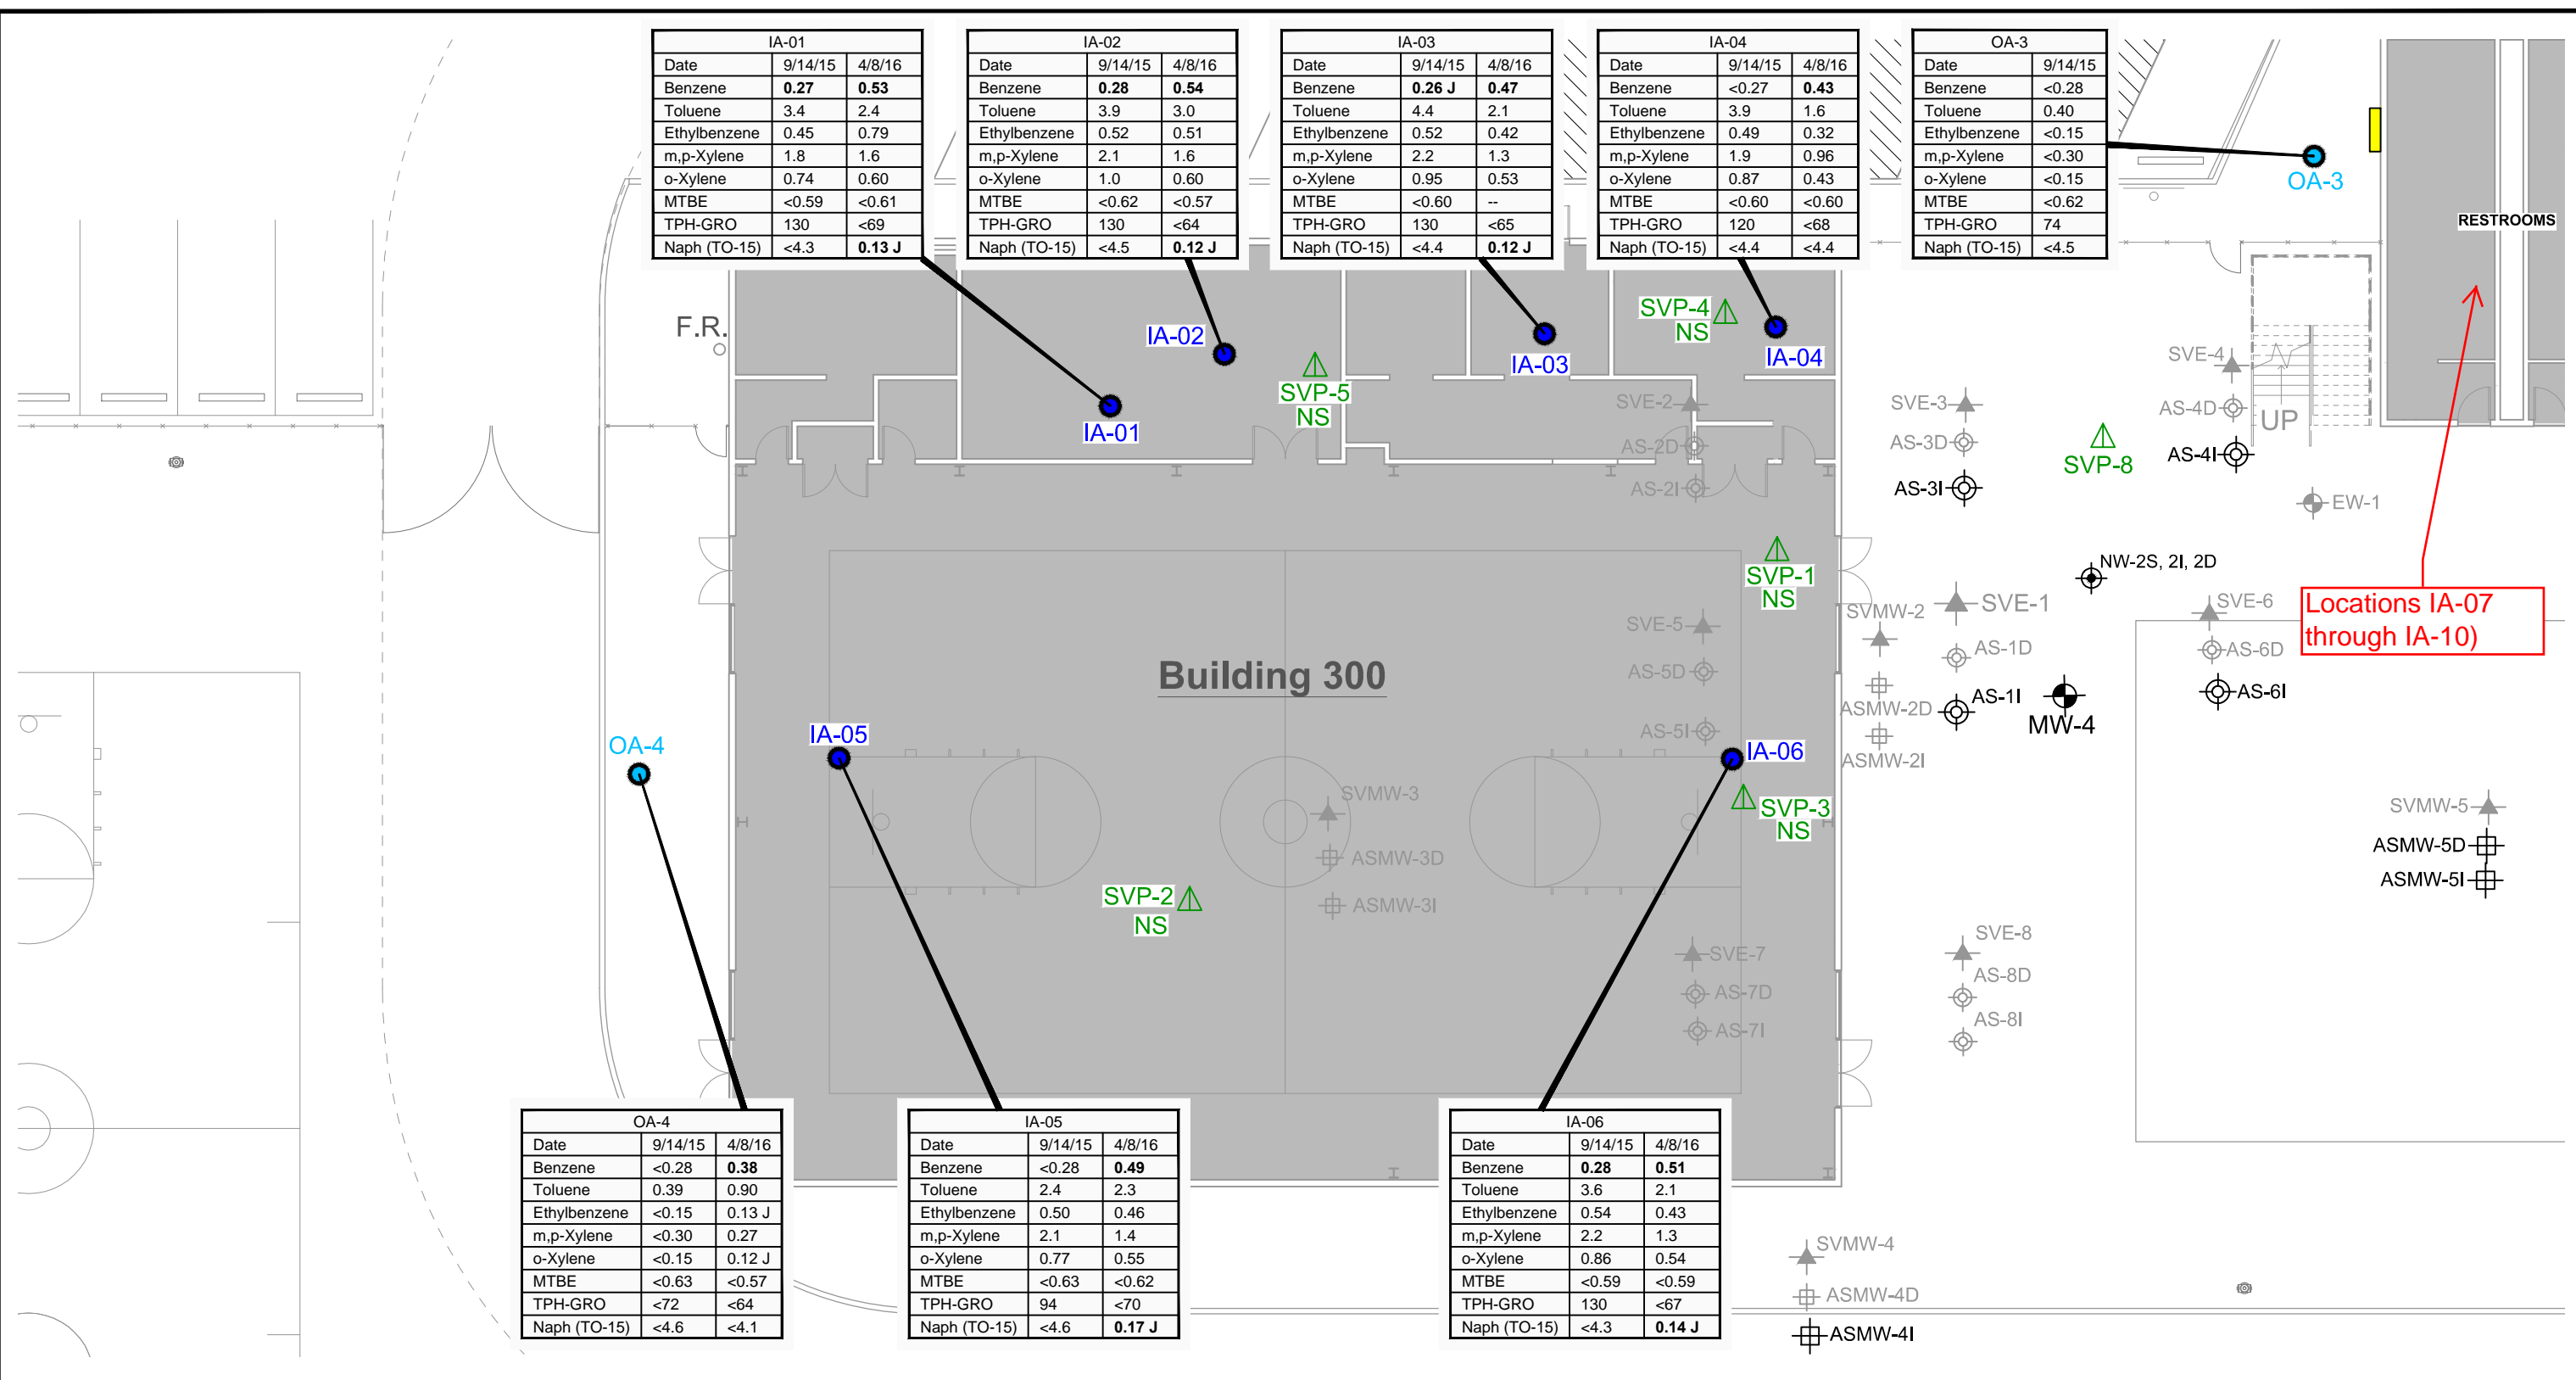 IA-01
Date 9/14/15 4/8/16
Benzene 0.27 0.53
Toluene 3.4 2.4
Ethylbenzene 0.45 0.79
m,p-Xylene 1.8 1.6
o-Xylene 0.74 0.60
MTBE <0.59 <0.61
TPH-GRO 130 <69
Naph (TO-15) <4.3 0.13 J
IA-02
Date 9/14/15 4/8/16
Benzene 0.28 0.54
Toluene 3.9 3.0
Ethylbenzene 0.52 0.51
m,p-Xylene 2.1 1.6
o-Xylene 1.0 0.60
MTBE <0.62 <0.57
TPH-GRO 130 <64
Naph (TO-15) <4.5 0.12 J
IA-03
Date 9/14/15 4/8/16
Benzene 0.26 J 0.47
Toluene 4.4 2.1
Ethylbenzene 0.52 0.42
m,p-Xylene 2.2 1.3
o-Xylene 0.95 0.53
MTBE <0.60 --
TPH-GRO 130 <65
Naph (TO-15) <4.4 0.12 J
IA-04
Date 9/14/15 4/8/16
Benzene <0.27 0.43
Toluene 3.9 1.6
Ethylbenzene 0.49 0.32
m,p-Xylene 1.9 0.96
o-Xylene 0.87 0.43
MTBE <0.60 <0.60
TPH-GRO 120 <68
Naph (TO-15) <4.4 <4.4
OA-3
Date 9/14/15
Benzene <0.28
Toluene 0.40
Ethylbenzene <0.15
m,p-Xylene <0.30
o-Xylene <0.15
MTBE <0.62
TPH-GRO 74
Naph (TO-15) <4.5
OA-3
RESTROOMS
F.R.
IA-02
IA-01
SVP-5
NS
IA-03
SVP-4
NS
IA-04
SVE-2
AS-2D
AS-2I
SVE-3
AS-3D
AS-3I
SVP-8
SVE-4
AS-4D
AS-4I
UP
EW-1
SVP-1
NS
NW-2S, 2I, 2D
Locations IA-07
through IA-10)
SVE-5
AS-5D
AS-5I
SVMW-2
ASMW-2D
ASMW-2I
SVE-1
AS-1D
AS-1I
MW-4
SVE-6
AS-6D
AS-6I
Building 300
OA-4
IA-05
IA-06
SVP-3
NS
SVMW-3
ASMW-3D
ASMW-3I
SVP-2
NS
SVMW-5
ASMW-5D
ASMW-5I
SVE-7
AS-7D
AS-7I
SVE-8
AS-8D
AS-8I
OA-4
Date 9/14/15 4/8/16
Benzene <0.28 0.38
Toluene 0.39 0.90
Ethylbenzene <0.15 0.13 J
m,p-Xylene <0.30 0.27
o-Xylene <0.15 0.12 J
MTBE <0.63 <0.57
TPH-GRO <72 <64
Naph (TO-15) <4.6 <4.1
IA-05
Date 9/14/15 4/8/16
Benzene <0.28 0.49
Toluene 2.4 2.3
Ethylbenzene 0.50 0.46
m,p-Xylene 2.1 1.4
o-Xylene 0.77 0.55
MTBE <0.63 <0.62
TPH-GRO 94 <70
Naph (TO-15) <4.6 0.17 J
IA-06
Date 9/14/15 4/8/16
Benzene 0.28 0.51
Toluene 3.6 2.1
Ethylbenzene 0.54 0.43
m,p-Xylene 2.2 1.3
o-Xylene 0.86 0.54
MTBE <0.59 <0.59
TPH-GRO 130 <67
Naph (TO-15) <4.3 0.14 J
SVMW-4
ASMW-4D
ASMW-4I